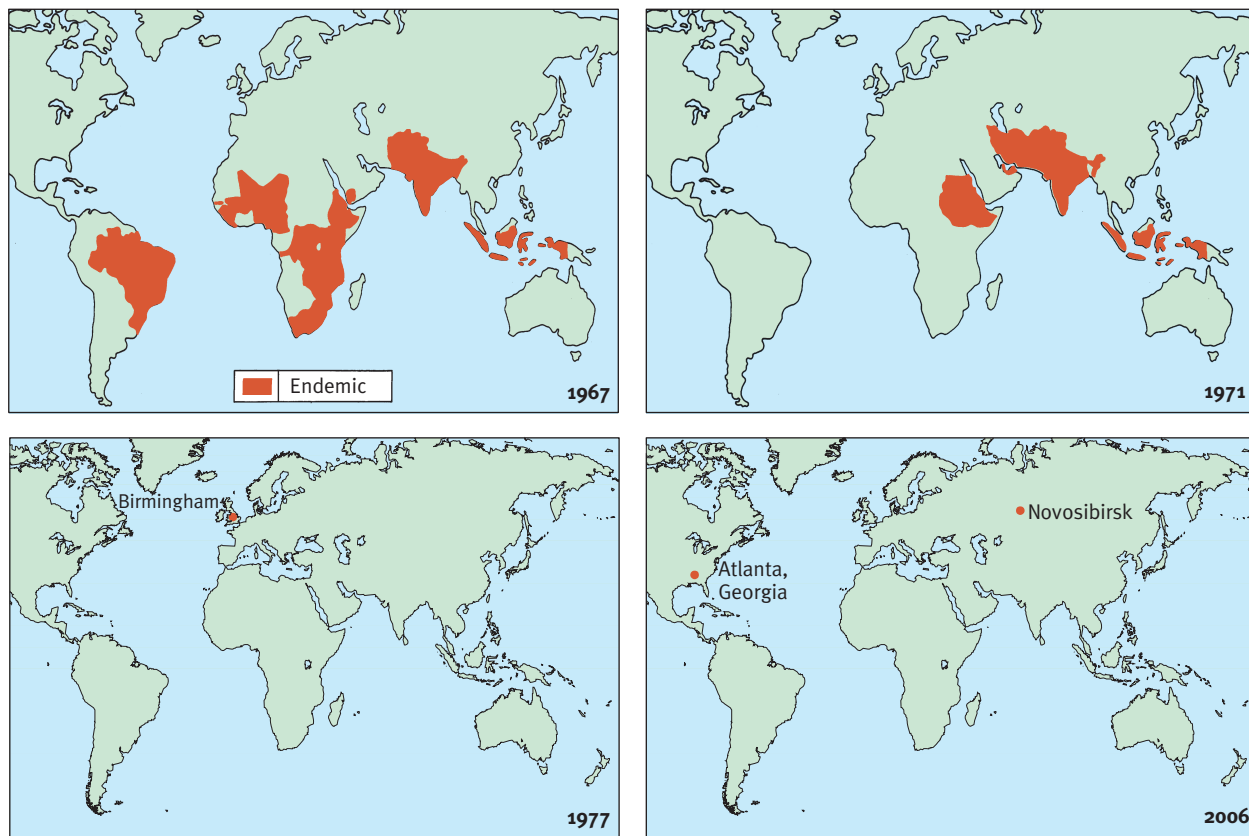 Endemic
1967
1971
Birmingham
1977
Novosibirsk
Atlanta,
Georgia
2006